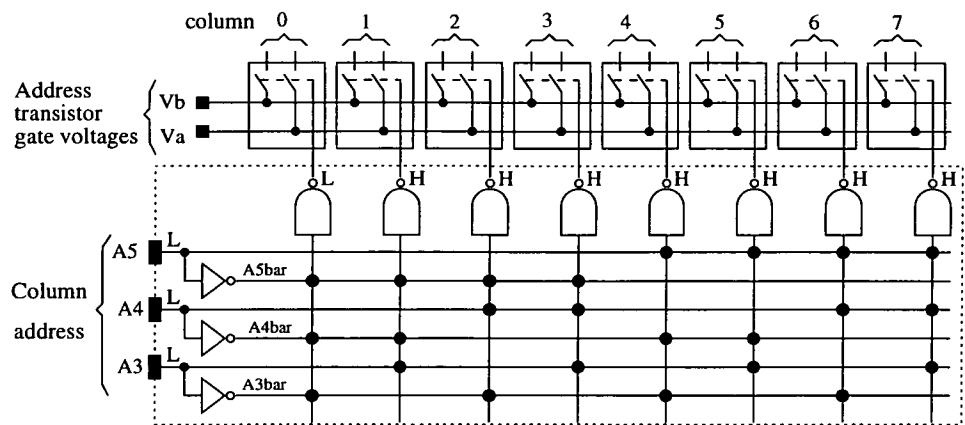 column 0 1 2 3 4 5 6 7
Address
transistor
gate voltages
Vb
Va
L H H H H H H H
Column
address
A5 L
A5bar
A4 L
A4bar
A3 L
A3bar